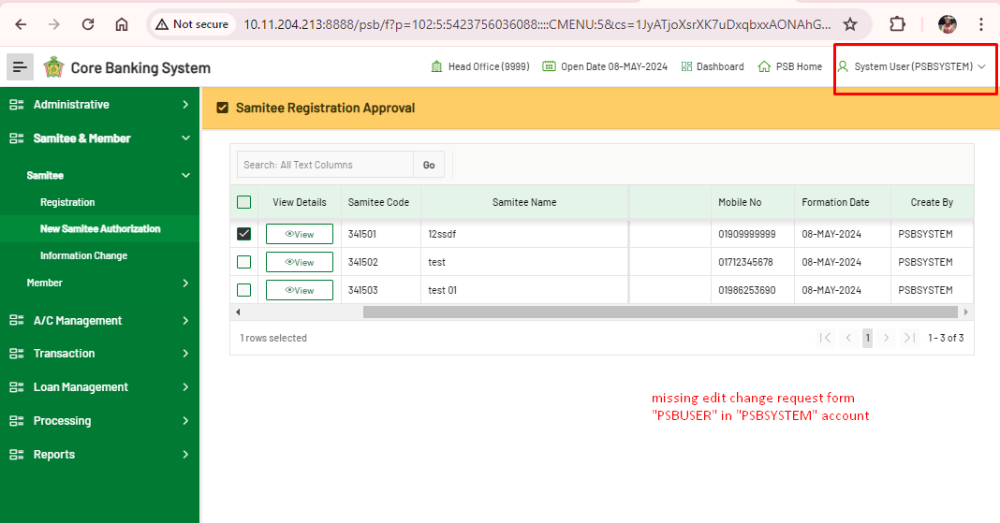 Not secure
10.11.204.213:8888/psb/f?p=102:5:5423756036088::::CMENU:5&cs=1JyATjoXsrXK7uDxqbxxAONAhG...
Core Banking System
Head Office (9999)
Open Date 08-MAY-2024
Dashboard
PSB Home
System User (PSBSYSTEM)
Administrative
Samitee & Member
Samitee
Registration
New Samitee Authorization
Information Change
Member
A/C Management
Transaction
Loan Management
Processing
Reports
Samitee Registration Approval
Search: All Text Columns
Go
View Details Samitee Code Samitee Name Mobile No Formation Date Create By
View 341501 12ssdf 01909999999 08-MAY-2024 PSBSYSTEM
View 341502 test 01712345678 08-MAY-2024 PSBSYSTEM
View 341503 test 01 01986253690 08-MAY-2024 PSBSYSTEM
1 rows selected
1
1 - 3 of 3
missing edit change request form
"PSBUSER" in "PSBSYSTEM" account